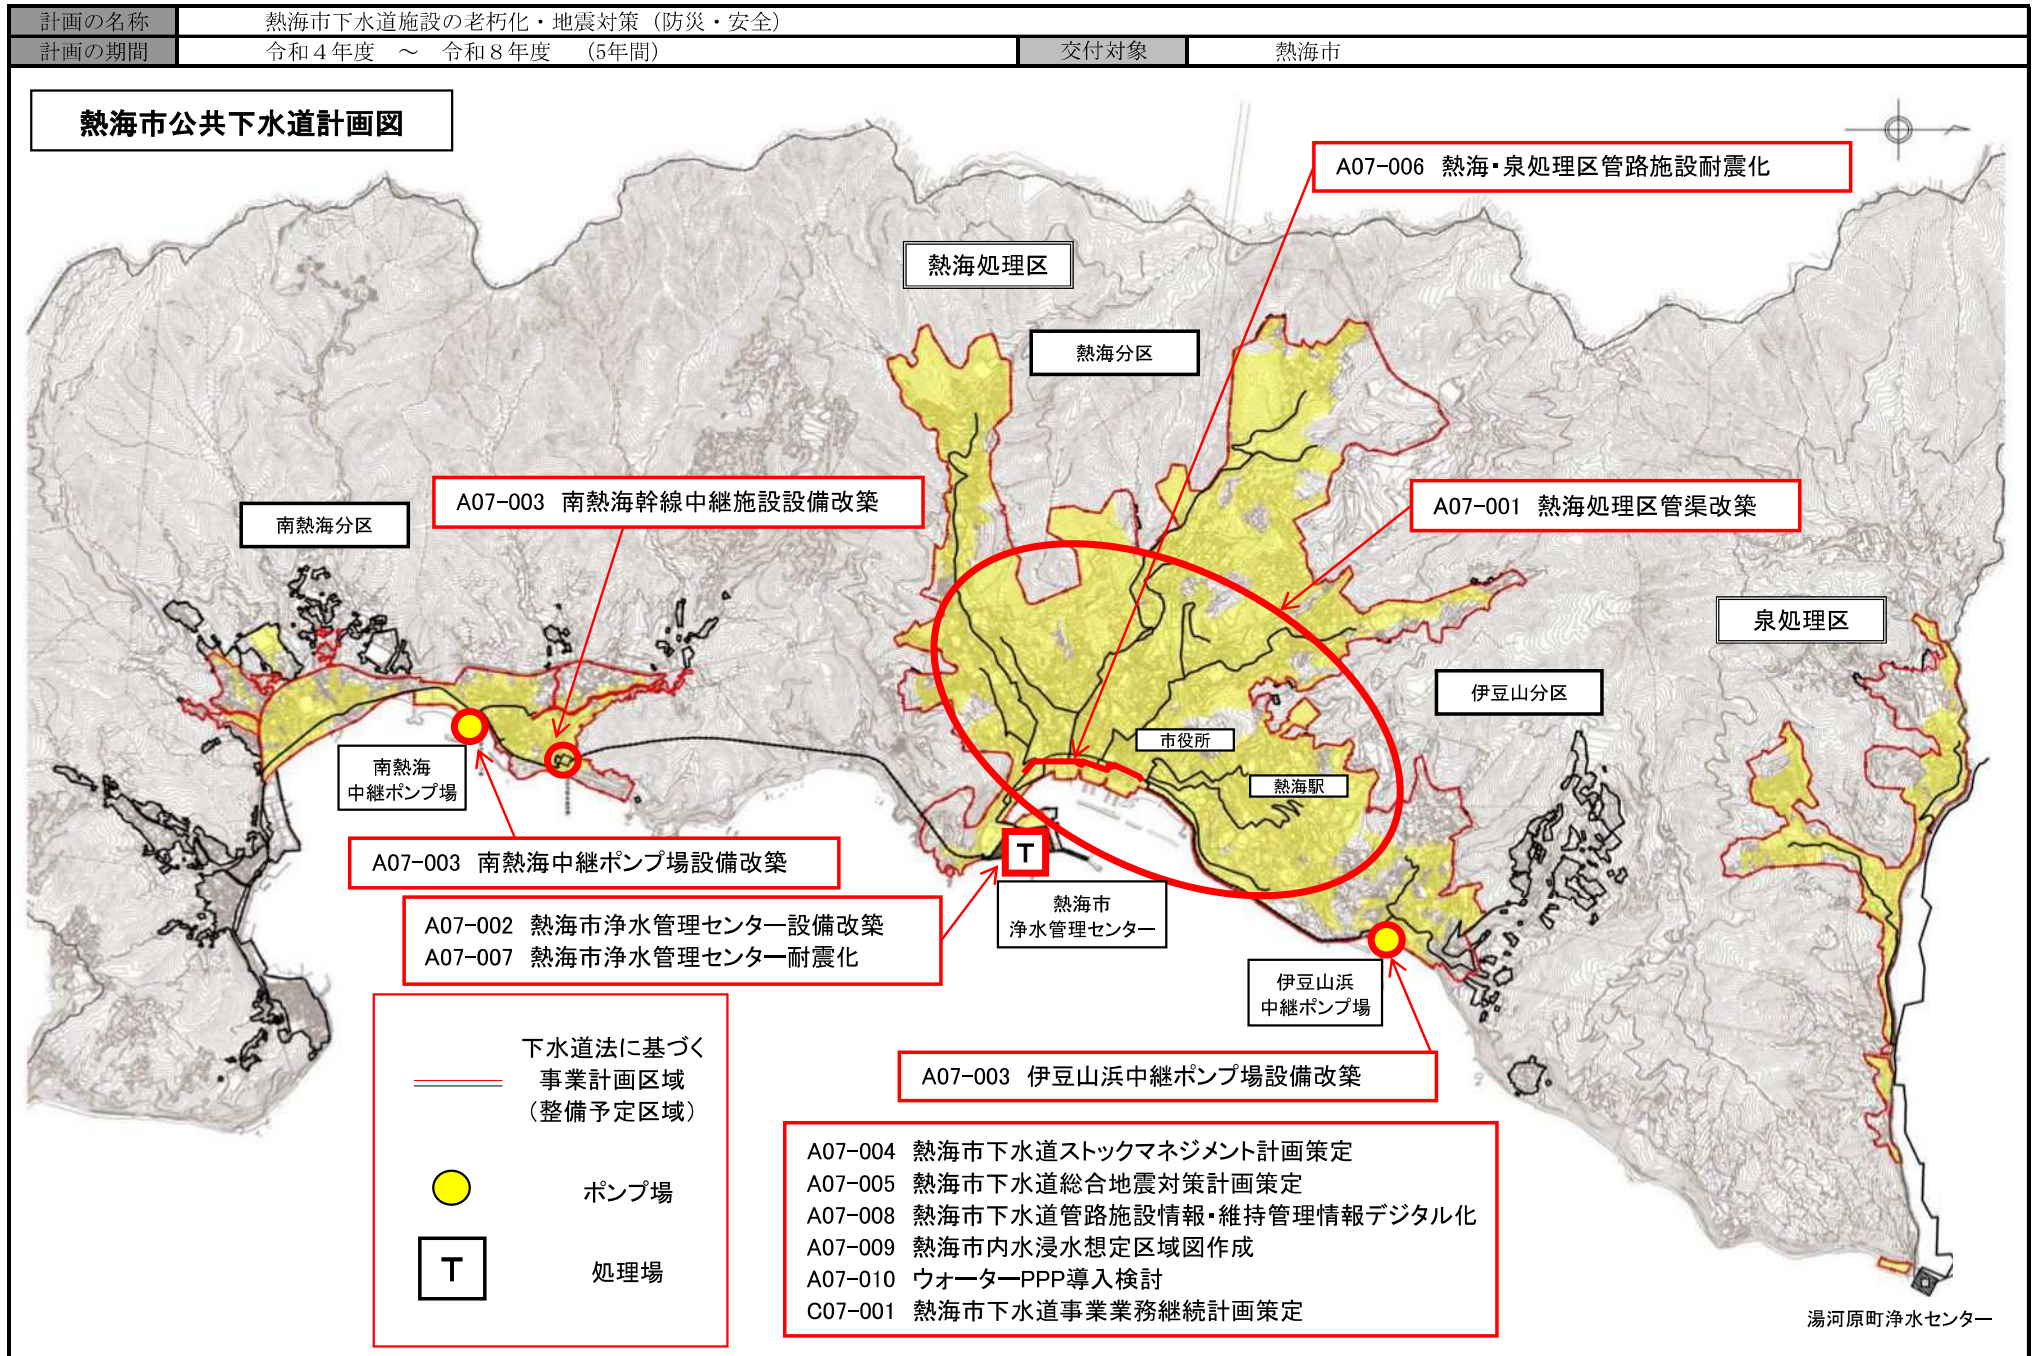 計画の名称 熱海市下水道施設の老朽化・地震対策（防災・安全）
計画の期間 令和４年度 ～ 令和８年度 （5年間） 交付対象 熱海市
熱海市公共下水道計画図
A07-006 熱海・泉処理区管路施設耐震化
熱海処理区
熱海分区
A07-003 南熱海幹線中継施設設備改築
A07-001 熱海処理区管渠改築
南熱海分区
泉処理区
伊豆山分区
市役所
熱海駅
南熱海
中継ポンプ場
A07-003 南熱海中継ポンプ場設備改築
T
熱海市
浄水管理センター
A07-002 熱海市浄水管理センター設備改築
A07-007 熱海市浄水管理センター耐震化
伊豆山浜
中継ポンプ場
A07-003 伊豆山浜中継ポンプ場設備改築
下水道法に基づく
事業計画区域
（整備予定区域）
ポンプ場
T 処理場
A07-004 熱海市下水道ストックマネジメント計画策定
A07-005 熱海市下水道総合地震対策計画策定
A07-008 熱海市下水道管路施設情報・維持管理情報デジタル化
A07-009 熱海市内水浸水想定区域図作成
A07-010 ウォーターPPP導入検討
C07-001 熱海市下水道事業業務継続計画策定
湯河原町浄水センター